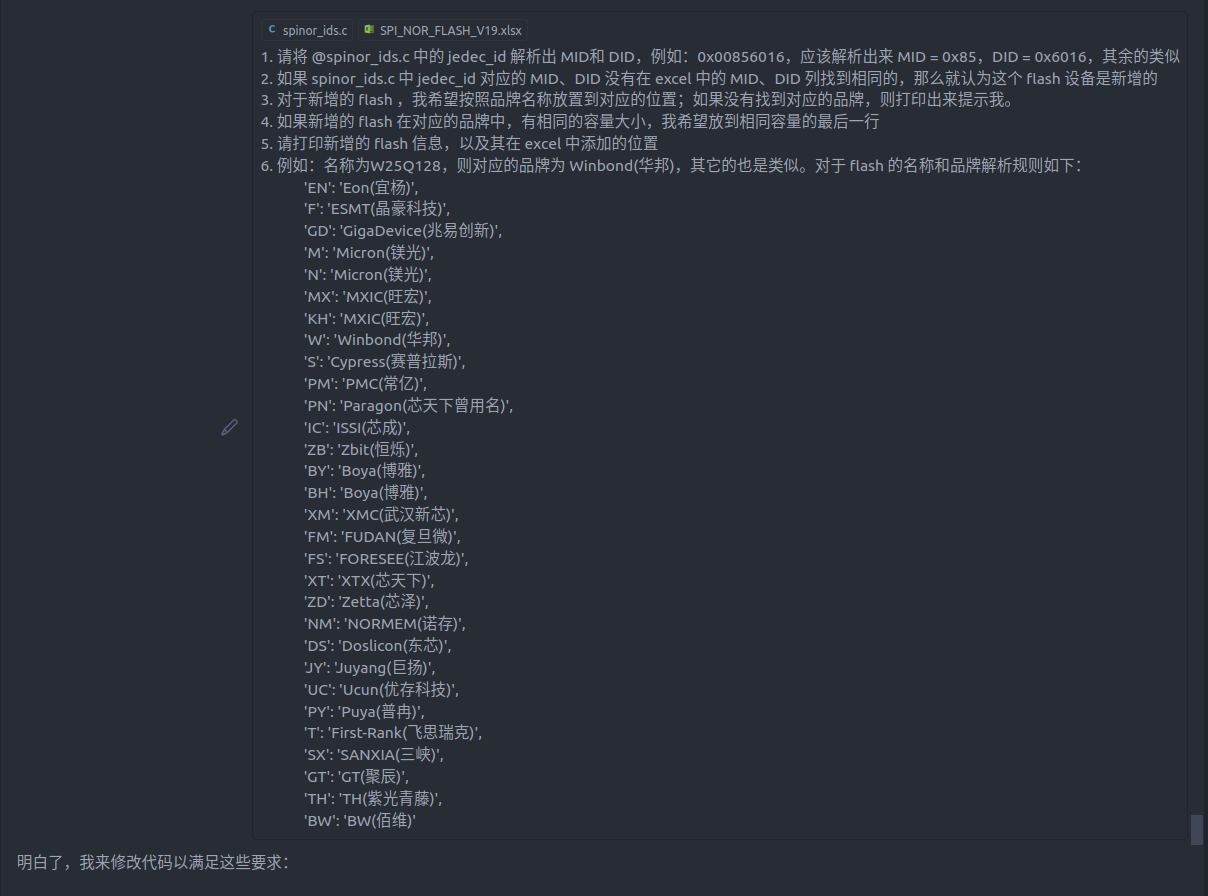 spinor_ids.c SPI_NOR_FLASH_V19.xlsx
1. 请将 @spinor_ids.c 中的 jedec_id 解析出 MID和 DID，例如：0x00856016，应该解析出来 MID = 0x85，DID = 0x6016，其余的类似
2. 如果 spinor_ids.c 中 jedec_id 对应的 MID、DID 没有在 excel 中的 MID、DID 列找到相同的，那么就认为这个 flash 设备是新增的
3. 对于新增的 flash ，我希望按照品牌名称放置到对应的位置；如果没有找到对应的品牌，则打印出来提示我。
4. 如果新增的 flash 在对应的品牌中，有相同的容量大小，我希望放到相同容量的最后一行
5. 请打印新增的 flash 信息，以及其在 excel 中添加的位置
6. 例如：名称为W25Q128，则对应的品牌为 Winbond(华邦)，其它的也是类似。对于 flash 的名称和品牌解析规则如下：
'EN': 'Eon(宜杨)',
'F': 'ESMT(晶豪科技)',
'GD': 'GigaDevice(兆易创新)',
'M': 'Micron(镁光)',
'N': 'Micron(镁光)',
'MX': 'MXIC(旺宏)',
'KH': 'MXIC(旺宏)',
'W': 'Winbond(华邦)',
'S': 'Cypress(赛普拉斯)',
'PM': 'PMC(常亿)',
'PN': 'Paragon(芯天下曾用名)',
'IC': 'ISSI(芯成)',
'ZB': 'Zbit(恒烁)',
'BY': 'Boya(博雅)',
'BH': 'Boya(博雅)',
'XM': 'XMC(武汉新芯)',
'FM': 'FUDAN(复旦微)',
'FS': 'FORESEE(江波龙)',
'XT': 'XTX(芯天下)',
'ZD': 'Zetta(芯泽)',
'NM': 'NORMEM(诺存)',
'DS': 'Doslicon(东芯)',
'JY': 'Juyang(巨扬)',
'UC': 'Ucun(优存科技)',
'PY': 'Puya(普冉)',
'T': 'First-Rank(飞思瑞克)',
'SX': 'SANXIA(三峡)',
'GT': 'GT(聚辰)',
'TH': 'TH(紫光青藤)',
'BW': 'BW(佰维)'
明白了，我来修改代码以满足这些要求：